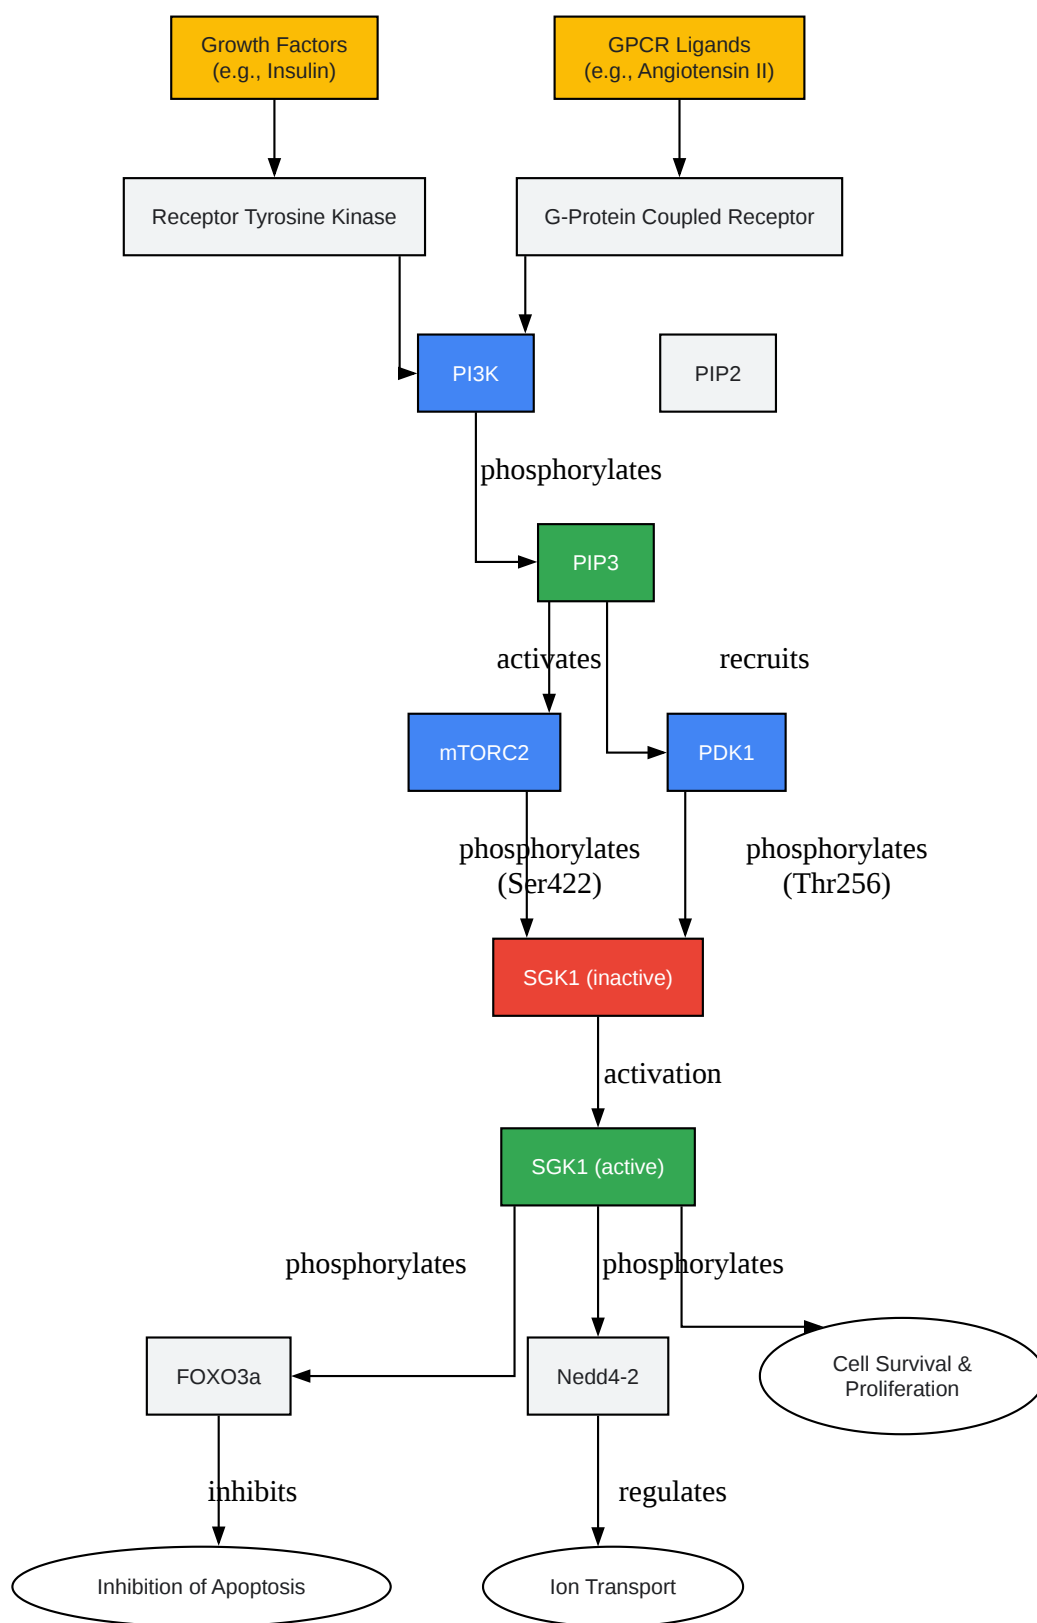 Growth Factors
(e.g., Insulin)
GPCR Ligands
(e.g., Angiotensin II)
Receptor Tyrosine Kinase
G-Protein Coupled Receptor
PI3K
PIP2
phosphorylates
PIP3
activates
recruits
mTORC2
PDK1
phosphorylates
(Ser422)
phosphorylates
(Thr256)
SGK1 (inactive)
activation
SGK1 (active)
phosphorylates
phosphorylates
FOXO3a
Nedd4-2
Cell Survival &
Proliferation
inhibits
regulates
Inhibition of Apoptosis
Ion Transport